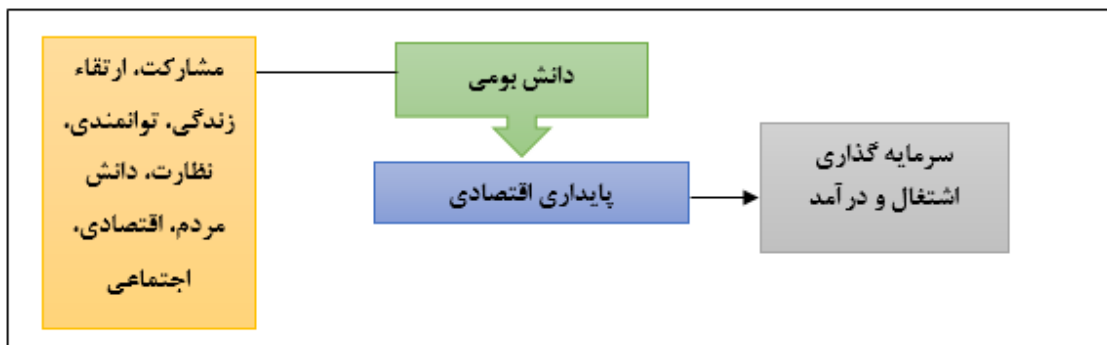 مشارکت، ارتقاء
زندگی، توانمندی،
نظارت، دانش
مردم، اقتصادی،
اجتماعی
دانش بومی
پایداری اقتصادی
سرمایه گذاری
اشتغال و درآمد